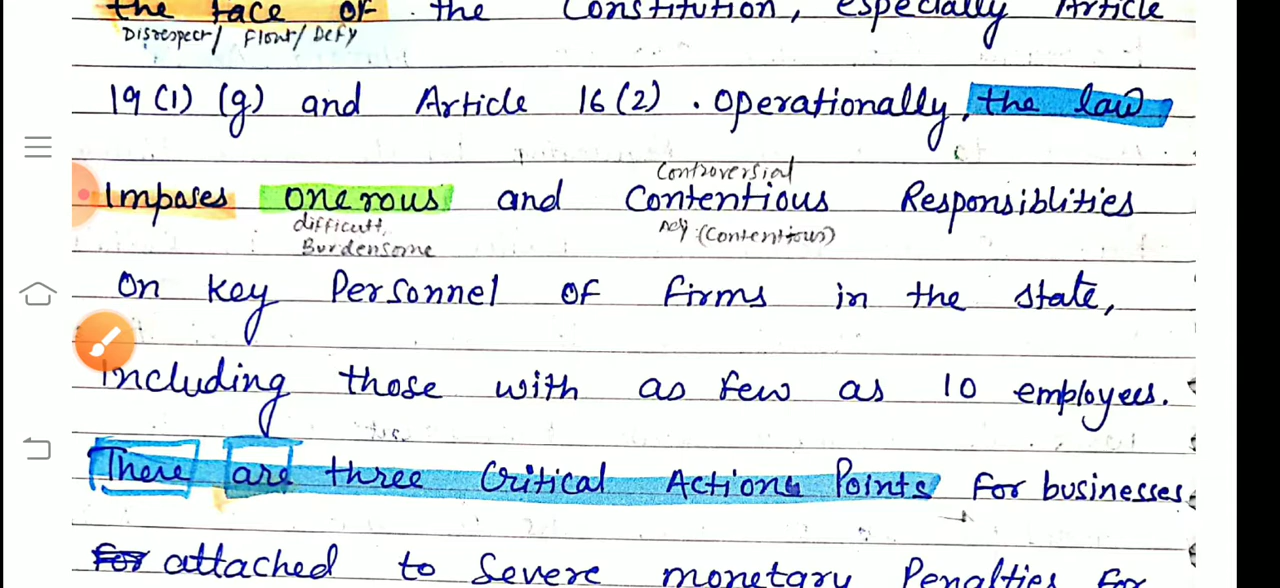 the face of the Constitution, especially Article
Disrespect/ Flout/ Defy
19 (1) (g) and Article 16 (2) . Operationally, the law
Controversial
Imposes onerous and Contentious Responsiblities
difficult, Burdensome
Adj (Contentious)
on key Personnel of firms in the state,
including those with as few as 10 employees.
There are three Critical Actions Points for businesses
for attached to Severe monetary Penalties for